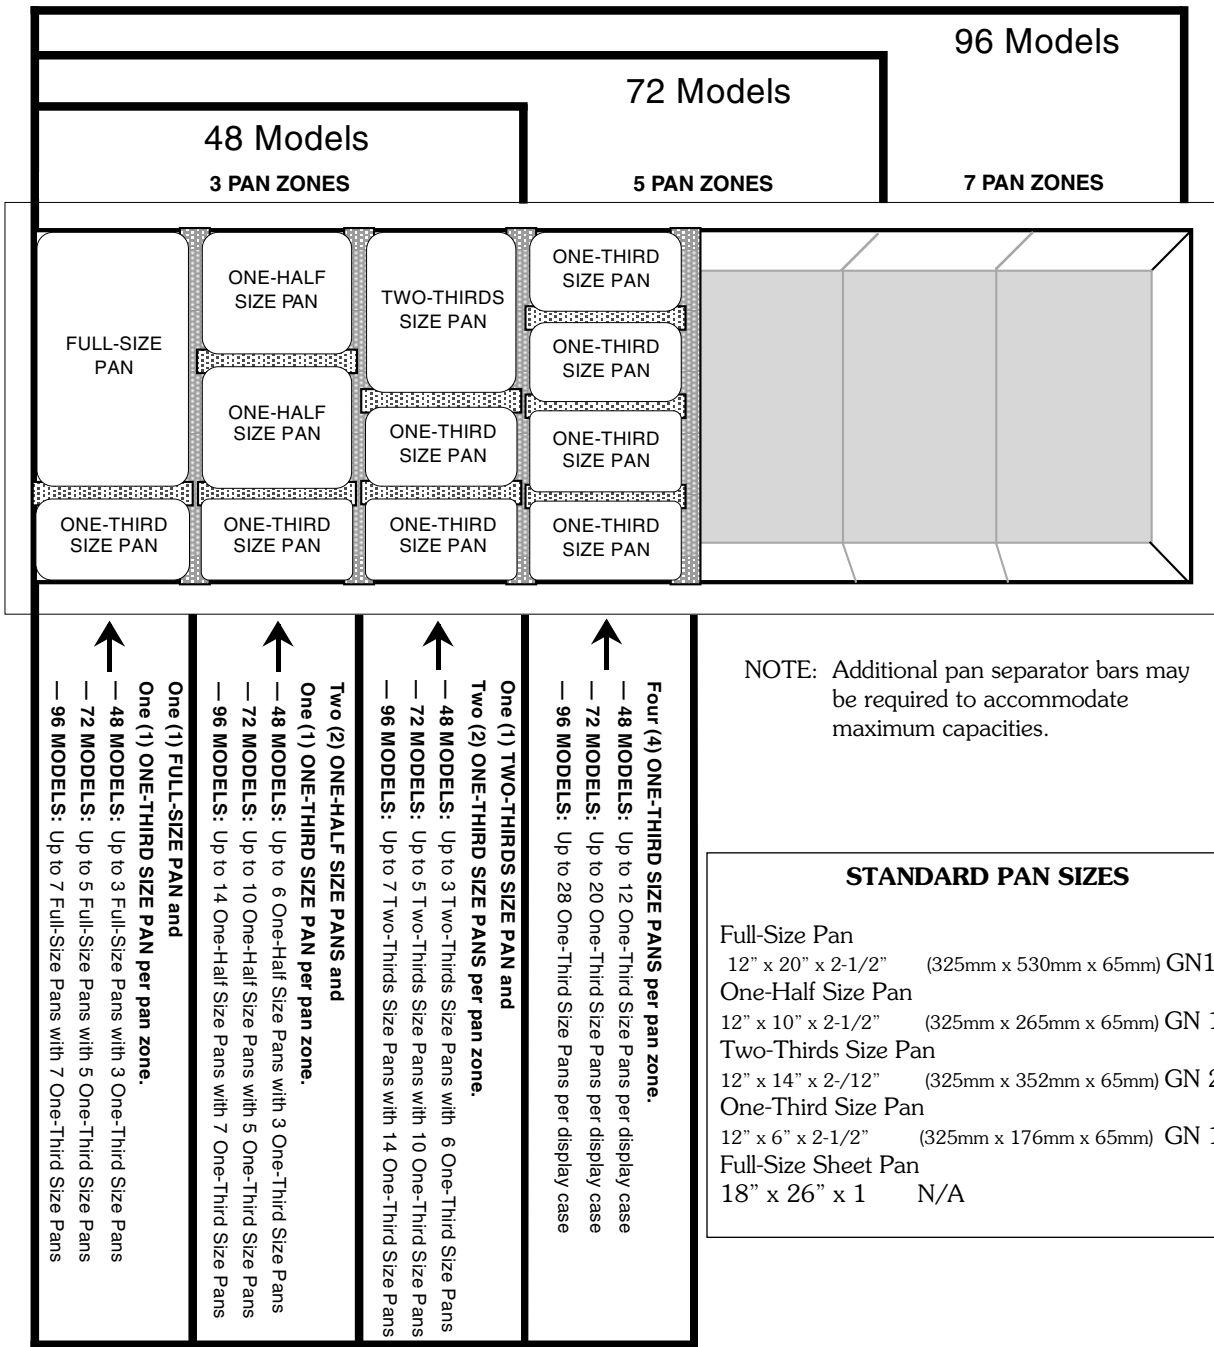 96 Models
72 Models
48 Models
3 PAN ZONES
5 PAN ZONES
7 PAN ZONES
FULL-SIZE
PAN
ONE-THIRD
SIZE PAN
ONE-HALF
SIZE PAN
ONE-HALF
SIZE PAN
ONE-THIRD
SIZE PAN
TWO-THIRDS
SIZE PAN
ONE-THIRD
SIZE PAN
ONE-THIRD
SIZE PAN
ONE-THIRD
SIZE PAN
ONE-THIRD
SIZE PAN
ONE-THIRD
SIZE PAN
ONE-THIRD
SIZE PAN
One (1) FULL-SIZE PAN and
One (1) ONE-THIRD SIZE PAN per pan zone.
— 48 MODELS: Up to 3 Full-Size Pans with 3 One-Third Size Pans
— 72 MODELS: Up to 5 Full-Size Pans with 5 One-Third Size Pans
— 96 MODELS: Up to 7 Full-Size Pans with 7 One-Third Size Pans
Two (2) ONE-HALF SIZE PANS and
One (1) ONE-THIRD SIZE PAN per pan zone.
— 48 MODELS: Up to 6 One-Half Size Pans with 3 One-Third Size Pans
— 72 MODELS: Up to 10 One-Half Size Pans with 5 One-Third Size Pans
— 96 MODELS: Up to 14 One-Half Size Pans with 7 One-Third Size Pans
One (1) TWO-THIRDS SIZE PAN and
Two (2) ONE-THIRD SIZE PANS per pan zone.
— 48 MODELS: Up to 3 Two-Thirds Size Pans with 6 One-Third Size Pans
— 72 MODELS: Up to 5 Two-Thirds Size Pans with 10 One-Third Size Pans
— 96 MODELS: Up to 7 Two-Thirds Size Pans with 14 One-Third Size Pans
Four (4) ONE-THIRD SIZE PANS per pan zone.
— 48 MODELS: Up to 12 One-Third Size Pans per display case
— 72 MODELS: Up to 20 One-Third Size Pans per display case
— 96 MODELS: Up to 28 One-Third Size Pans per display case
NOTE: Additional pan separator bars may
be required to accommodate
maximum capacities.
STANDARD PAN SIZES
Full-Size Pan
12” x 20” x 2-1/2” (325mm x 530mm x 65mm) GN1
One-Half Size Pan
12” x 10” x 2-1/2” (325mm x 265mm x 65mm) GN 1
Two-Thirds Size Pan
12” x 14” x 2-/12” (325mm x 352mm x 65mm) GN 2
One-Third Size Pan
12” x 6” x 2-1/2” (325mm x 176mm x 65mm) GN 1
Full-Size Sheet Pan
18” x 26” x 1 N/A